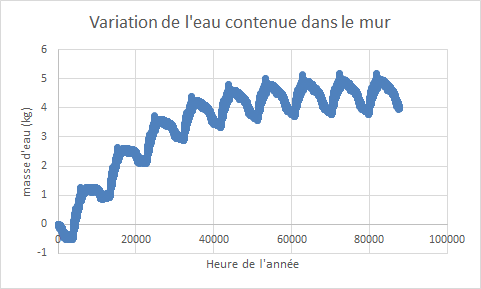 Variation de l'eau contenue dans le mur
6
5
4
3
2
1
0
-1
masse d'eau (kg)
0 20000 40000 60000 80000 100000
Heure de l'année